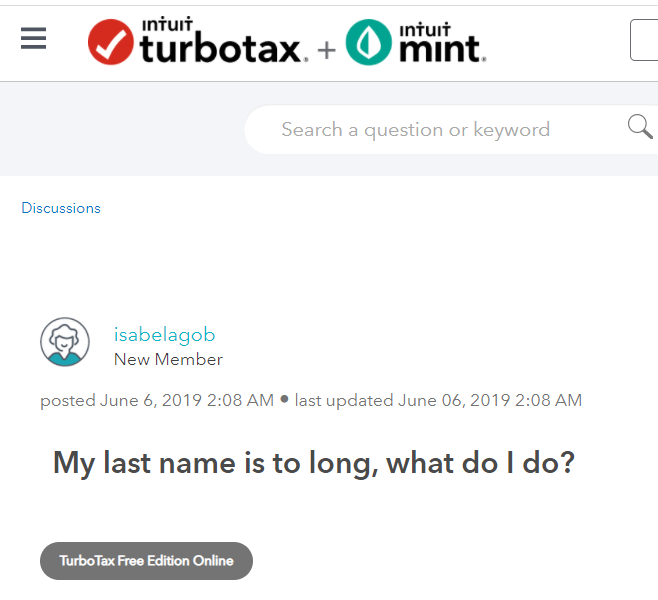 intuit turbotax. + intuit mint.
Search a question or keyword
Discussions
isabelagob
New Member
posted June 6, 2019 2:08 AM • last updated June 06, 2019 2:08 AM
My last name is to long, what do I do?
TurboTax Free Edition Online